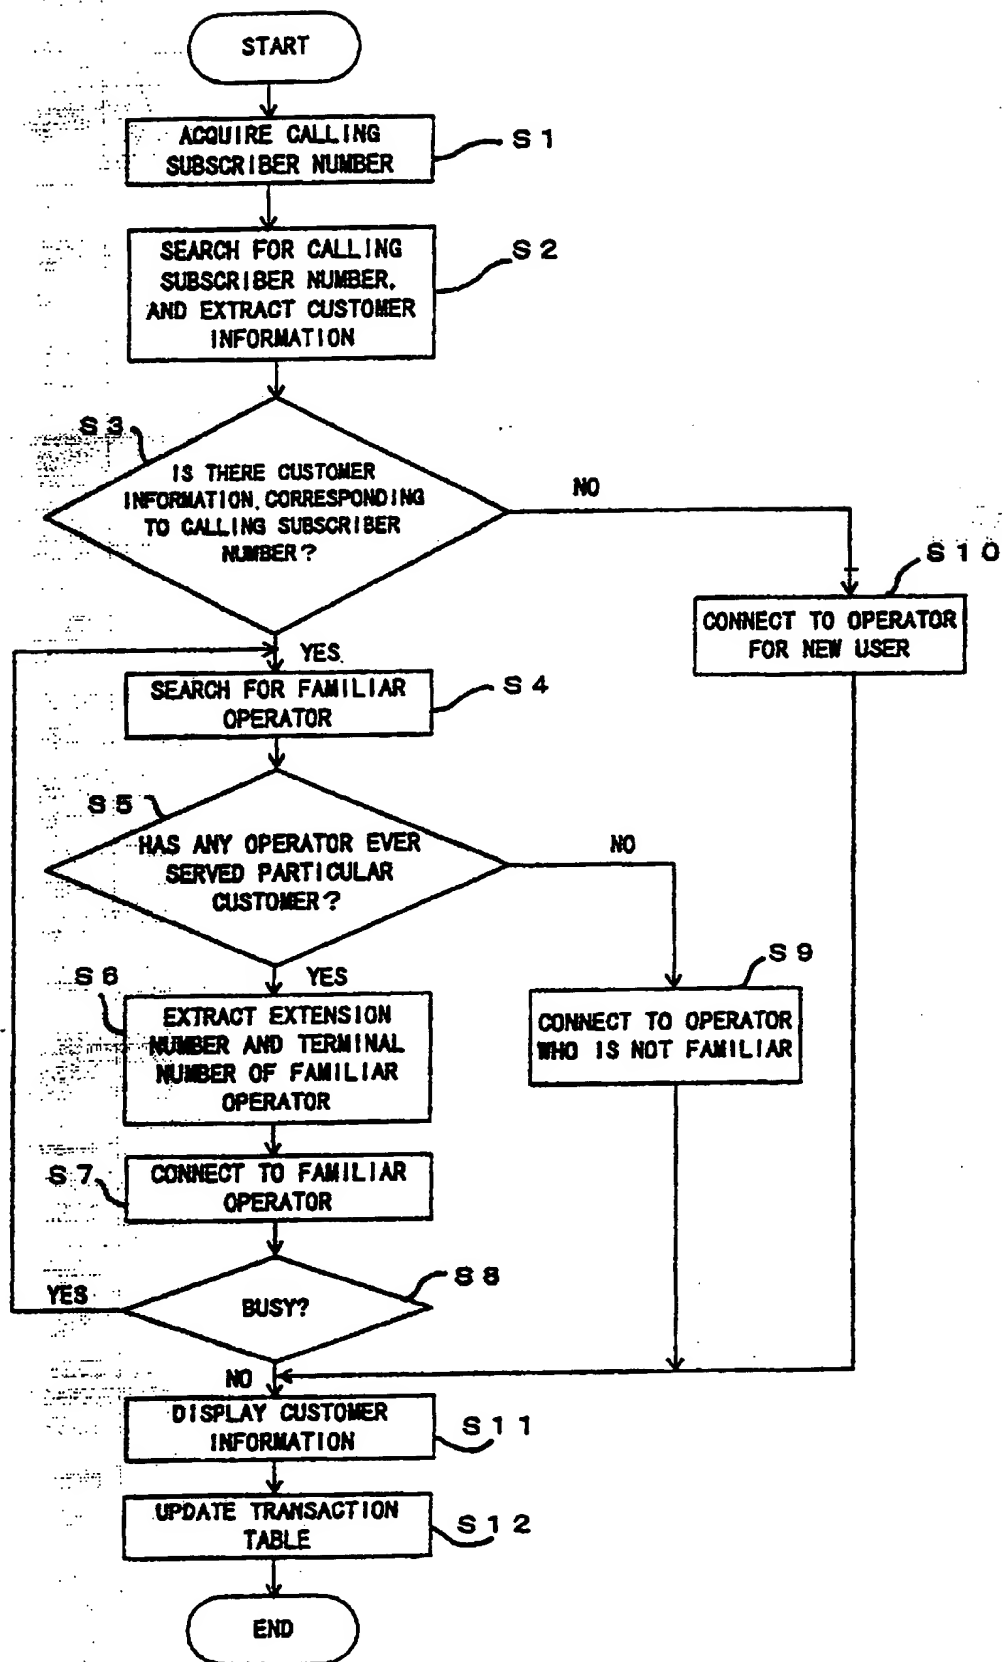 START
ACQUIRE CALLING
SUBSCRIBER NUMBER
S1
SEARCH FOR CALLING
SUBSCRIBER NUMBER,
AND EXTRACT CUSTOMER
INFORMATION
S2
S3
IS THERE CUSTOMER
INFORMATION, CORRESPONDING
TO CALLING SUBSCRIBER
NUMBER?
NO
S10
CONNECT TO OPERATOR
FOR NEW USER
YES
SEARCH FOR FAMILIAR
OPERATOR
S4
S5
HAS ANY OPERATOR EVER
SERVED PARTICULAR
CUSTOMER?
NO
S9
CONNECT TO OPERATOR
WHO IS NOT FAMILIAR
YES
S6
EXTRACT EXTENSION
NUMBER AND TERMINAL
NUMBER OF FAMILIAR
OPERATOR
S7
CONNECT TO FAMILIAR
OPERATOR
S8
BUSY?
YES
NO
DISPLAY CUSTOMER
INFORMATION
S11
UPDATE TRANSACTION
TABLE
S12
END